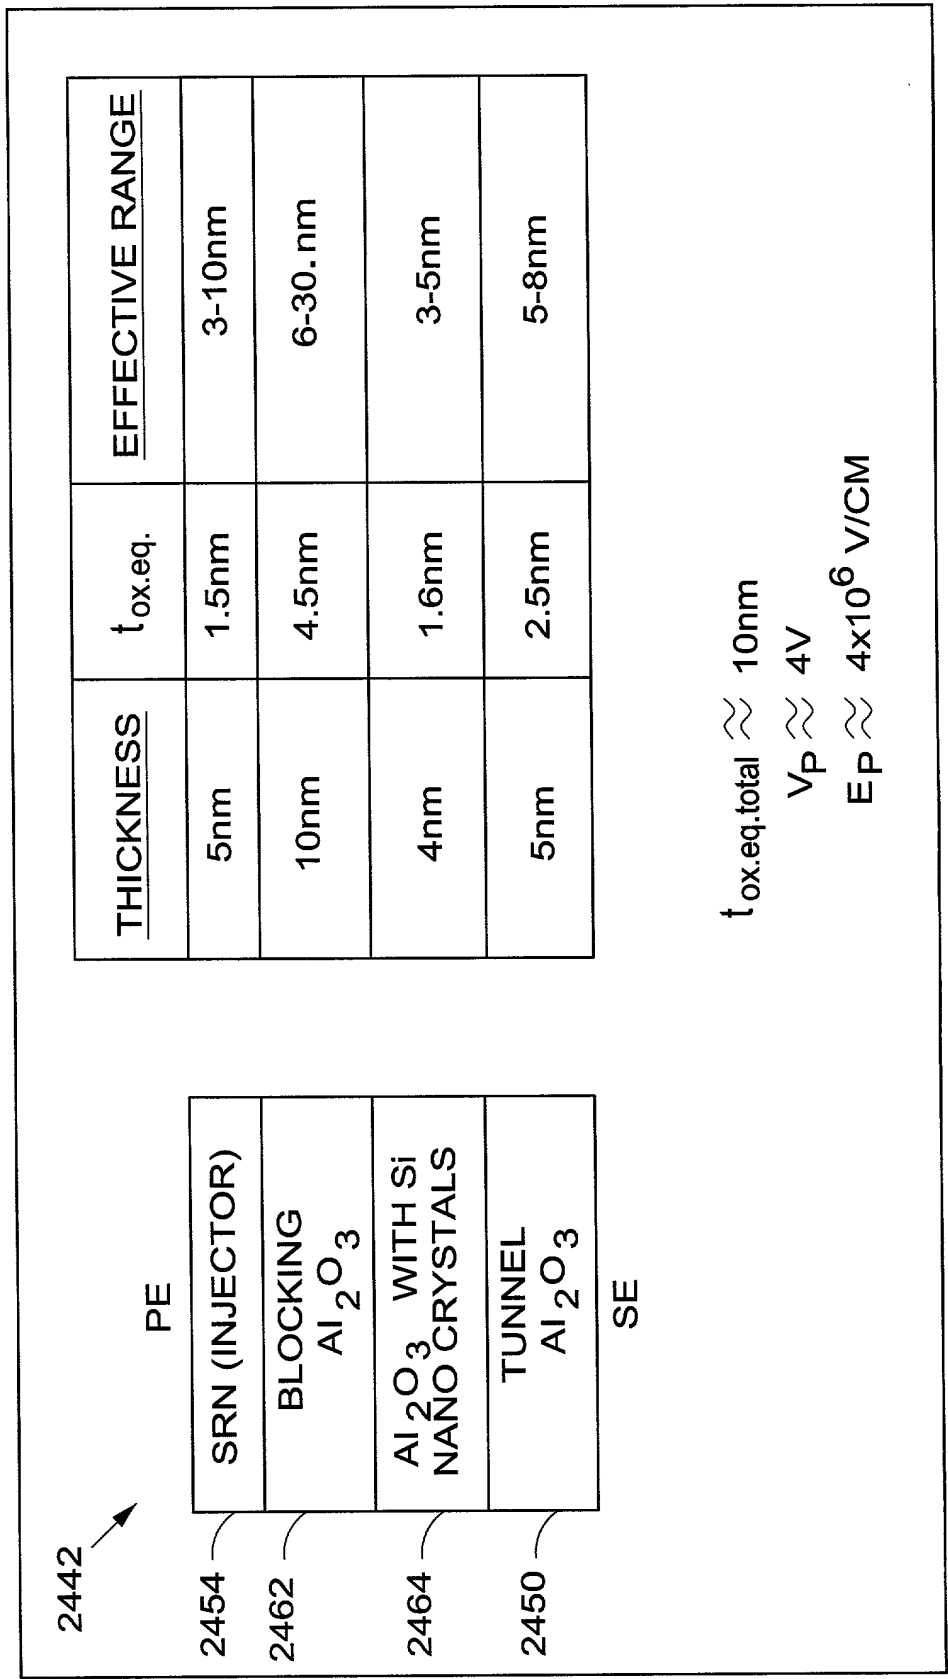 2442
PE
2454
SRN (INJECTOR)
2462
BLOCKING
Al2O3
2464
Al2O3 WITH Si
NANO CRYSTALS
2450
TUNNEL
Al2O3
SE
THICKNESS tox.eq. EFFECTIVE RANGE
5nm 1.5nm 3-10nm
10nm 4.5nm 6-30.nm
4nm 1.6nm 3-5nm
5nm 2.5nm 5-8nm
tox.eq.total ≈ 10nm
VP ≈ 4V
EP ≈ 4x10⁶ V/CM